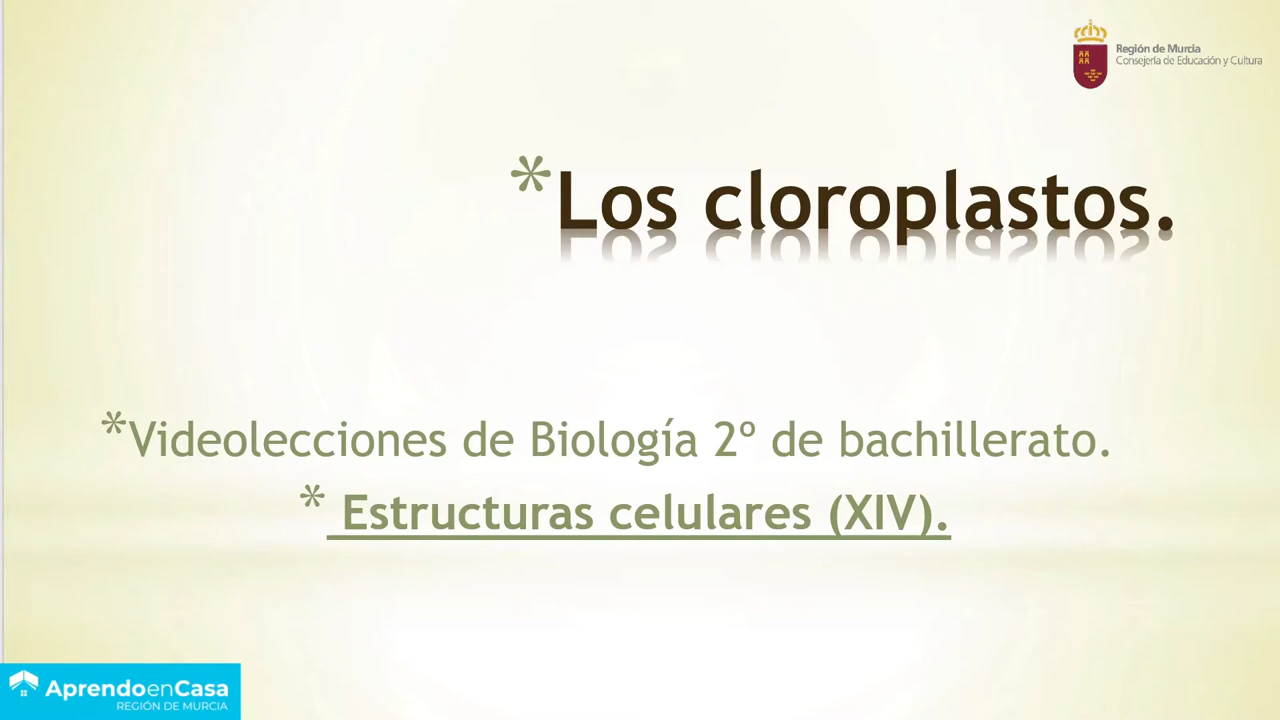 Región de Murcia
Consejería de Educación y Cultura
*Los cloroplastos.
*Videolecciones de Biología 2º de bachillerato.
* Estructuras celulares (XIV).
AprendoenCasa
REGIÓN DE MURCIA